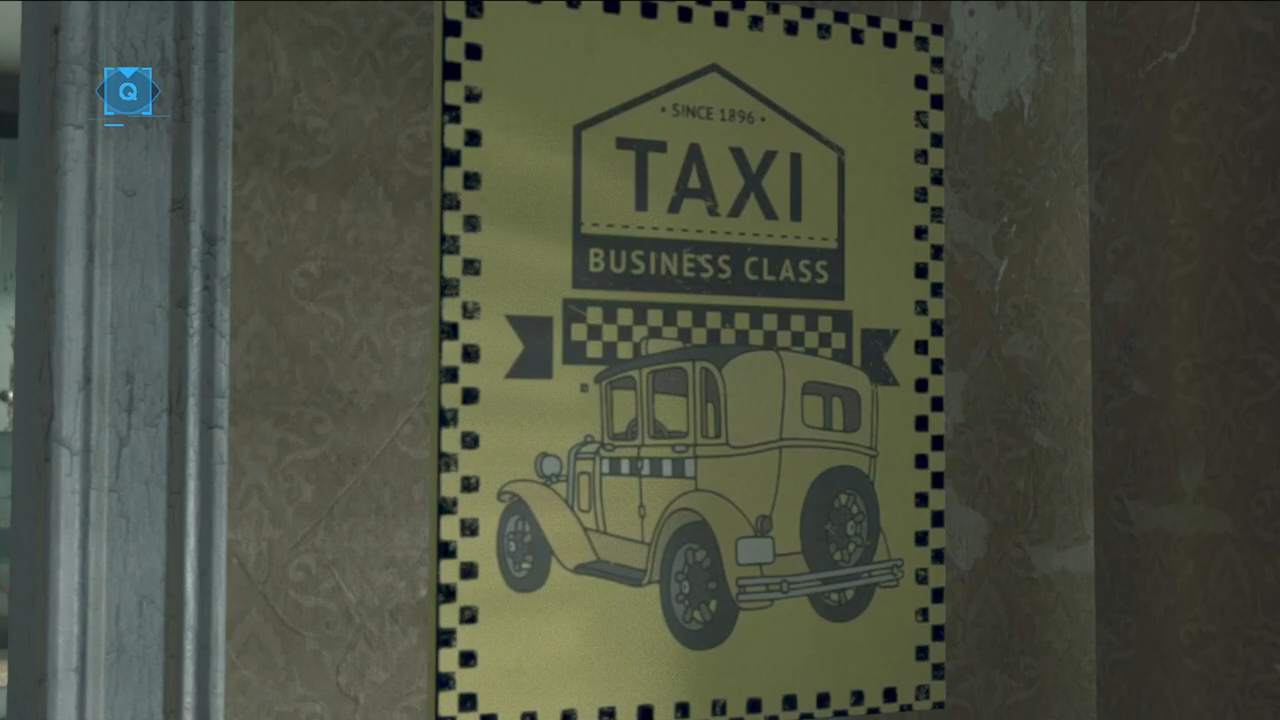 Q
• SINCE 1896 •
TAXI
BUSINESS CLASS